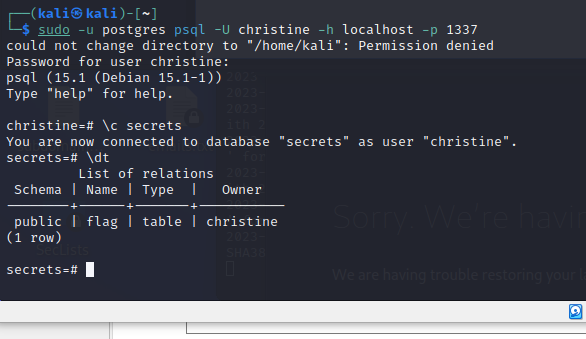 ┌──(kali㉿kali)-[~]
└─$ sudo -u postgres psql -U christine -h localhost -p 1337
could not change directory to "/home/kali": Permission denied
Password for user christine:
psql (15.1 (Debian 15.1-1))
Type "help" for help.
christine=# \c secrets
You are now connected to database "secrets" as user "christine".
secrets=# \dt
List of relations
Schema | Name | Type | Owner
--------+------+-------+-----------
public | flag | table | christine
(1 row)
secrets=#
Sorry. We're havin
We are having trouble restoring your l